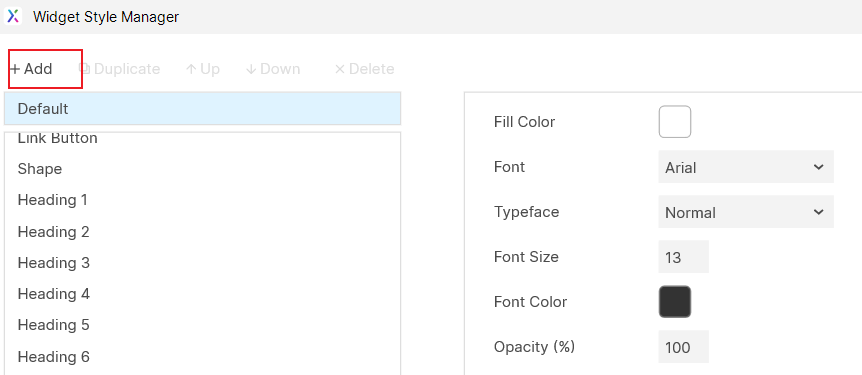 Widget Style Manager
+ Add Duplicate Up Down Delete
Default
Link Button
Shape
Heading 1
Heading 2
Heading 3
Heading 4
Heading 5
Heading 6
Fill Color
Font Arial
Typeface Normal
Font Size 13
Font Color
Opacity (%) 100